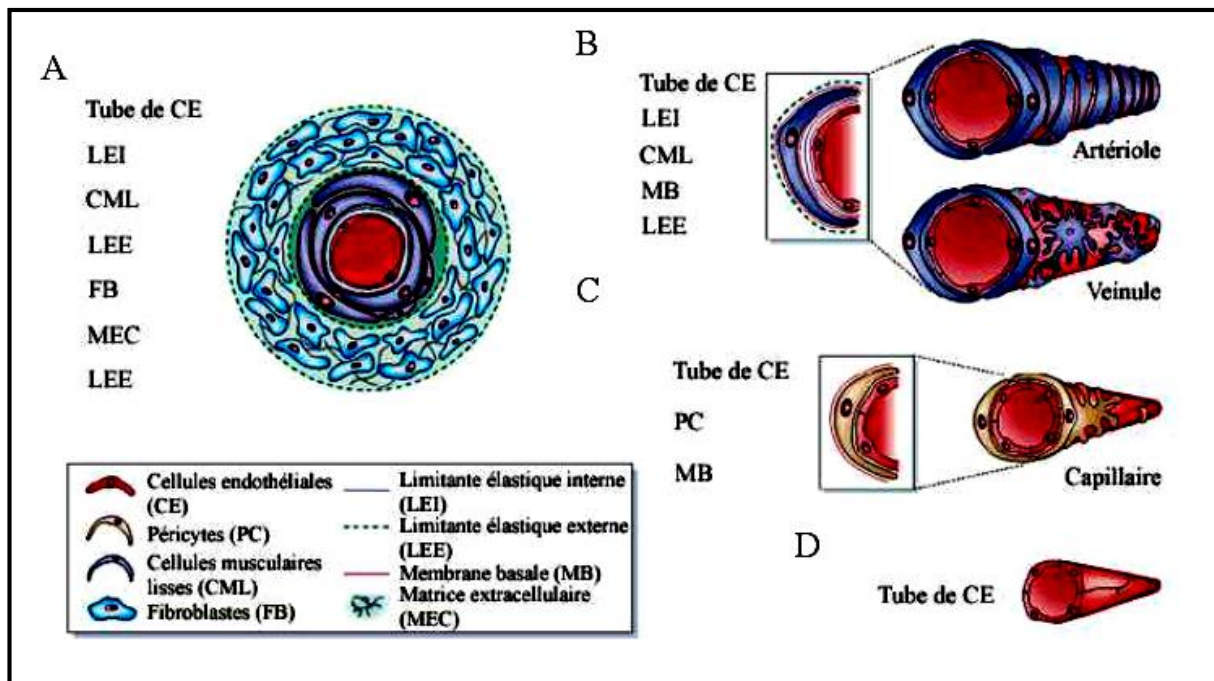 A
Tube de CE
LEI
CML
LEE
FB
MEC
LEE
B
Tube de CE
LEI
CML
MB
LEE
Artériole
Veinule
C
Tube de CE
PC
MB
Capillaire
D
Tube de CE
Cellules endothéliales
(CE)
Péricytes (PC)
Cellules musculaires
lisses (CML)
Fibroblastes (FB)
Limitante élastique interne
(LEI)
Limitante élastique externe
(LEE)
Membrane basale (MB)
Matrice extracellulaire
(MEC)